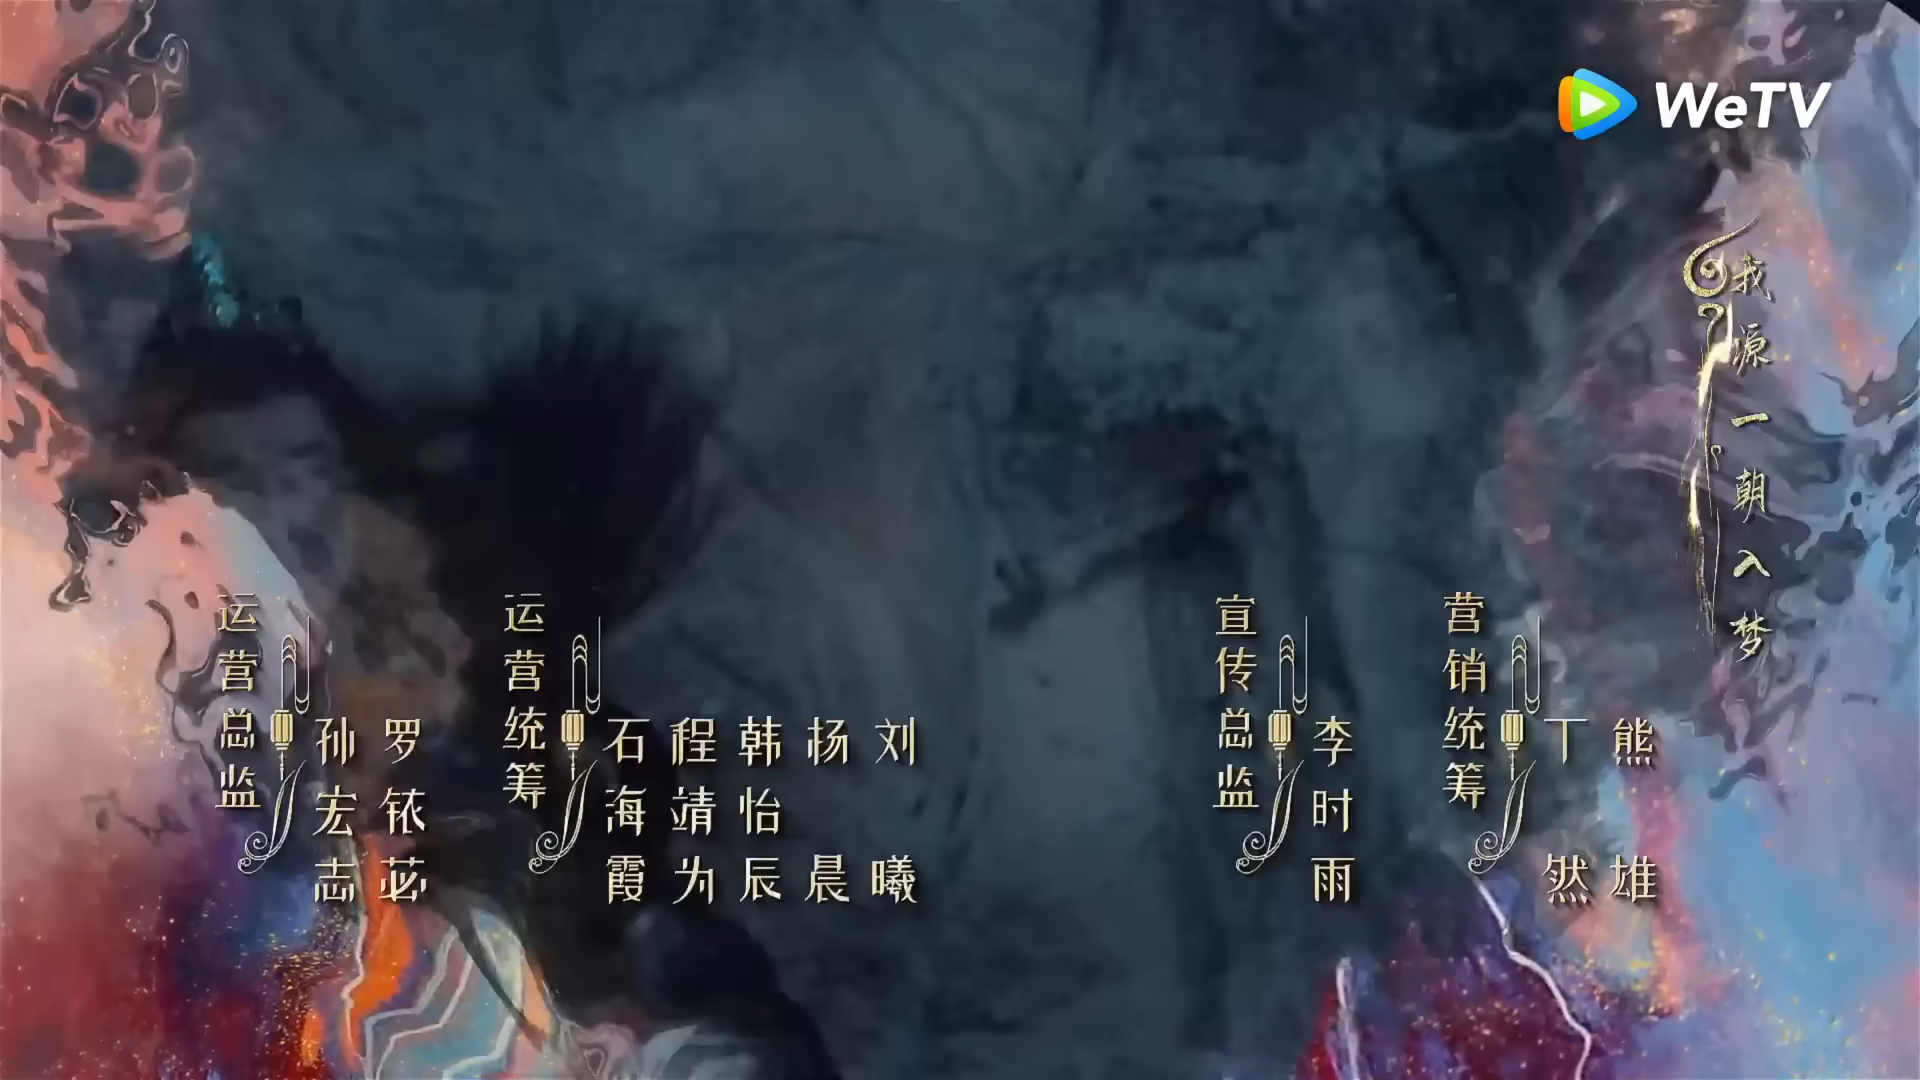 WeTV
我源一朝入梦
营销统筹
熊雄
丁然
宣传总监
李时雨
运营统筹
刘曦
杨晨
韩怡辰
程靖为
石海霞
运营总监
罗铱苾
孙宏志